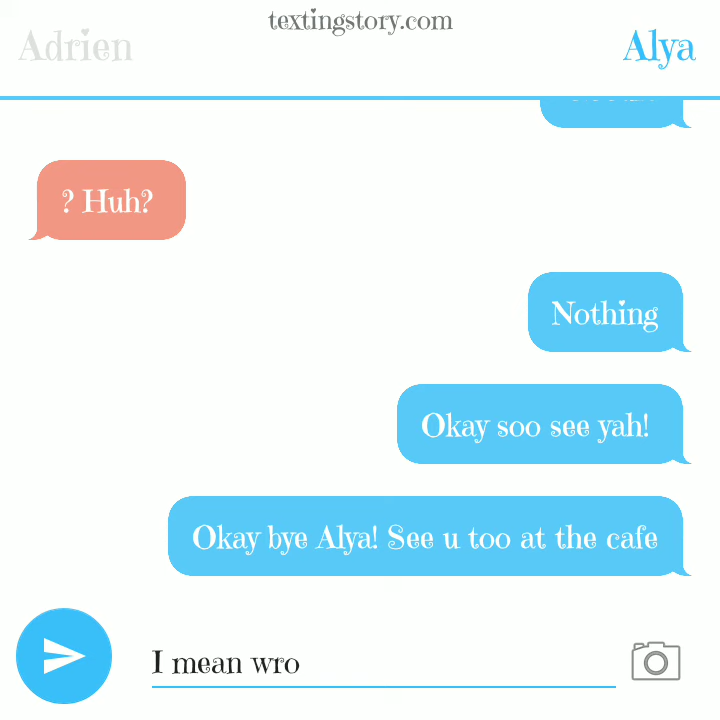 textingstory.com
Adrien
Alya
? Huh?
Nothing
Okay soo see yah!
Okay bye Alya! See u too at the cafe
I mean wro